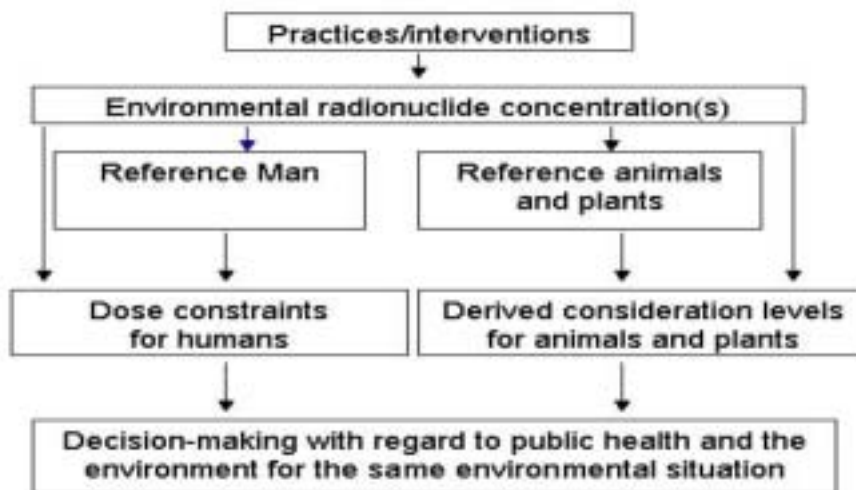 Practices/interventions
Environmental radionuclide concentration(s)
Reference Man
Reference animals
and plants
Dose constraints
for humans
Derived consideration levels
for animals and plants
Decision-making with regard to public health and the
environment for the same environmental situation